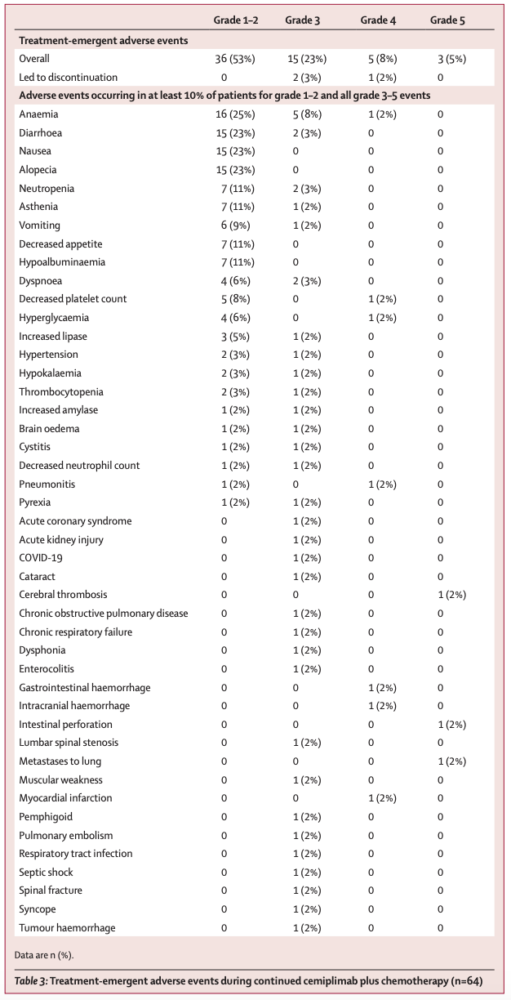 Grade 1–2 Grade 3 Grade 4 Grade 5
Treatment-emergent adverse events
Overall 36 (53%) 15 (23%) 5 (8%) 3 (5%)
Led to discontinuation 0 2 (3%) 1 (2%) 0
Adverse events occurring in at least 10% of patients for grade 1–2 and all grade 3–5 events
Anaemia 16 (25%) 5 (8%) 1 (2%) 0
Diarrhoea 15 (23%) 2 (3%) 0 0
Nausea 15 (23%) 0 0 0
Alopecia 15 (23%) 0 0 0
Neutropenia 7 (11%) 2 (3%) 0 0
Asthenia 7 (11%) 1 (2%) 0 0
Vomiting 6 (9%) 1 (2%) 0 0
Decreased appetite 7 (11%) 0 0 0
Hypoalbuminaemia 7 (11%) 0 0 0
Dyspnoea 4 (6%) 2 (3%) 0 0
Decreased platelet count 5 (8%) 0 1 (2%) 0
Hyperglycaemia 4 (6%) 0 1 (2%) 0
Increased lipase 3 (5%) 1 (2%) 0 0
Hypertension 2 (3%) 1 (2%) 0 0
Hypokalaemia 2 (3%) 1 (2%) 0 0
Thrombocytopenia 2 (3%) 1 (2%) 0 0
Increased amylase 1 (2%) 1 (2%) 0 0
Brain oedema 1 (2%) 1 (2%) 0 0
Cystitis 1 (2%) 1 (2%) 0 0
Decreased neutrophil count 1 (2%) 1 (2%) 0 0
Pneumonitis 1 (2%) 0 1 (2%) 0
Pyrexia 1 (2%) 1 (2%) 0 0
Acute coronary syndrome 0 1 (2%) 0 0
Acute kidney injury 0 1 (2%) 0 0
COVID-19 0 1 (2%) 0 0
Cataract 0 1 (2%) 0 0
Cerebral thrombosis 0 0 0 1 (2%)
Chronic obstructive pulmonary disease 0 1 (2%) 0 0
Chronic respiratory failure 0 1 (2%) 0 0
Dysphonia 0 1 (2%) 0 0
Enterocolitis 0 1 (2%) 0 0
Gastrointestinal haemorrhage 0 0 1 (2%) 0
Intracranial haemorrhage 0 0 1 (2%) 0
Intestinal perforation 0 0 0 1 (2%)
Lumbar spinal stenosis 0 1 (2%) 0 0
Metastases to lung 0 0 0 1 (2%)
Muscular weakness 0 1 (2%) 0 0
Myocardial infarction 0 0 1 (2%) 0
Pemphigoid 0 1 (2%) 0 0
Pulmonary embolism 0 1 (2%) 0 0
Respiratory tract infection 0 1 (2%) 0 0
Septic shock 0 1 (2%) 0 0
Spinal fracture 0 1 (2%) 0 0
Syncope 0 1 (2%) 0 0
Tumour haemorrhage 0 1 (2%) 0 0
Data are n (%).
Table 3: Treatment-emergent adverse events during continued cemiplimab plus chemotherapy (n=64)